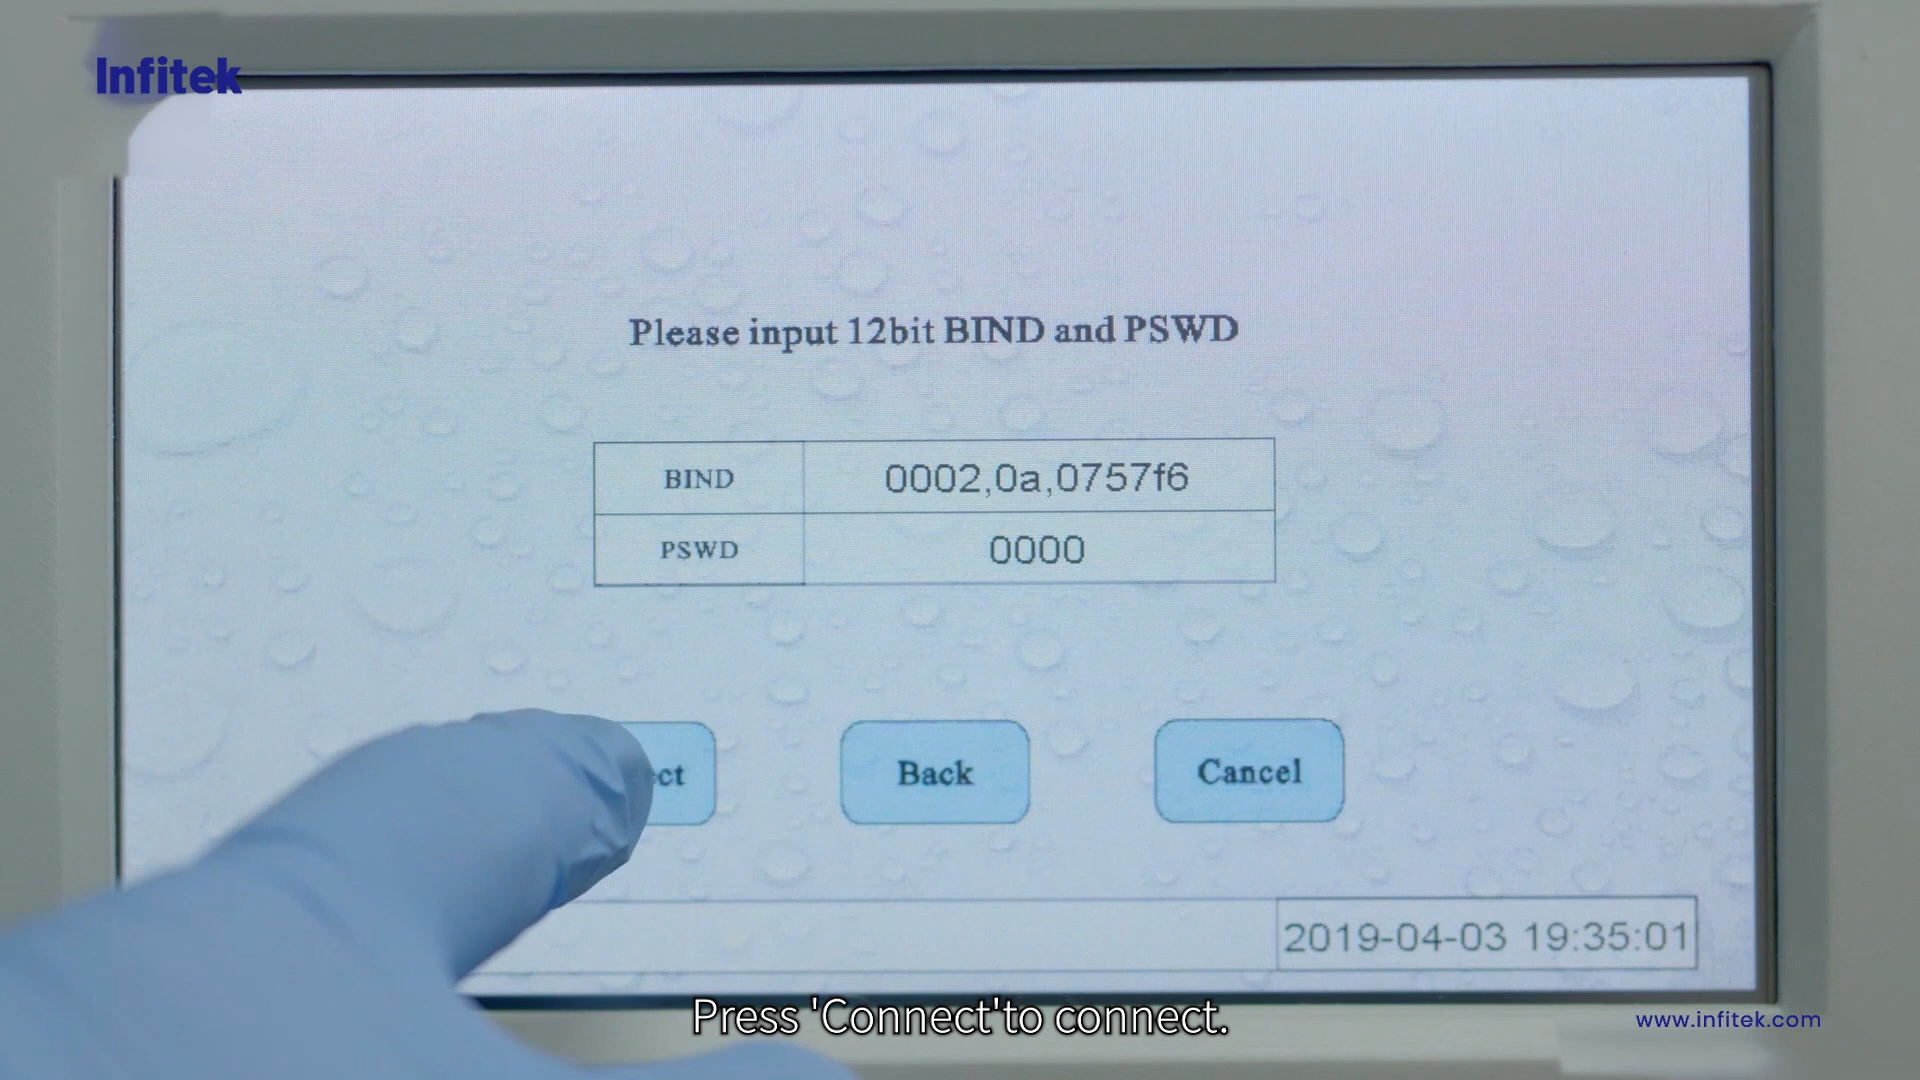 Infitek
Please input 12bit BIND and PSWD
BIND 0002,0a,0757f6
PSWD 0000
ct Back Cancel
2019-04-03 19:35:01
Press 'Connect'to connect.
www.infitek.com